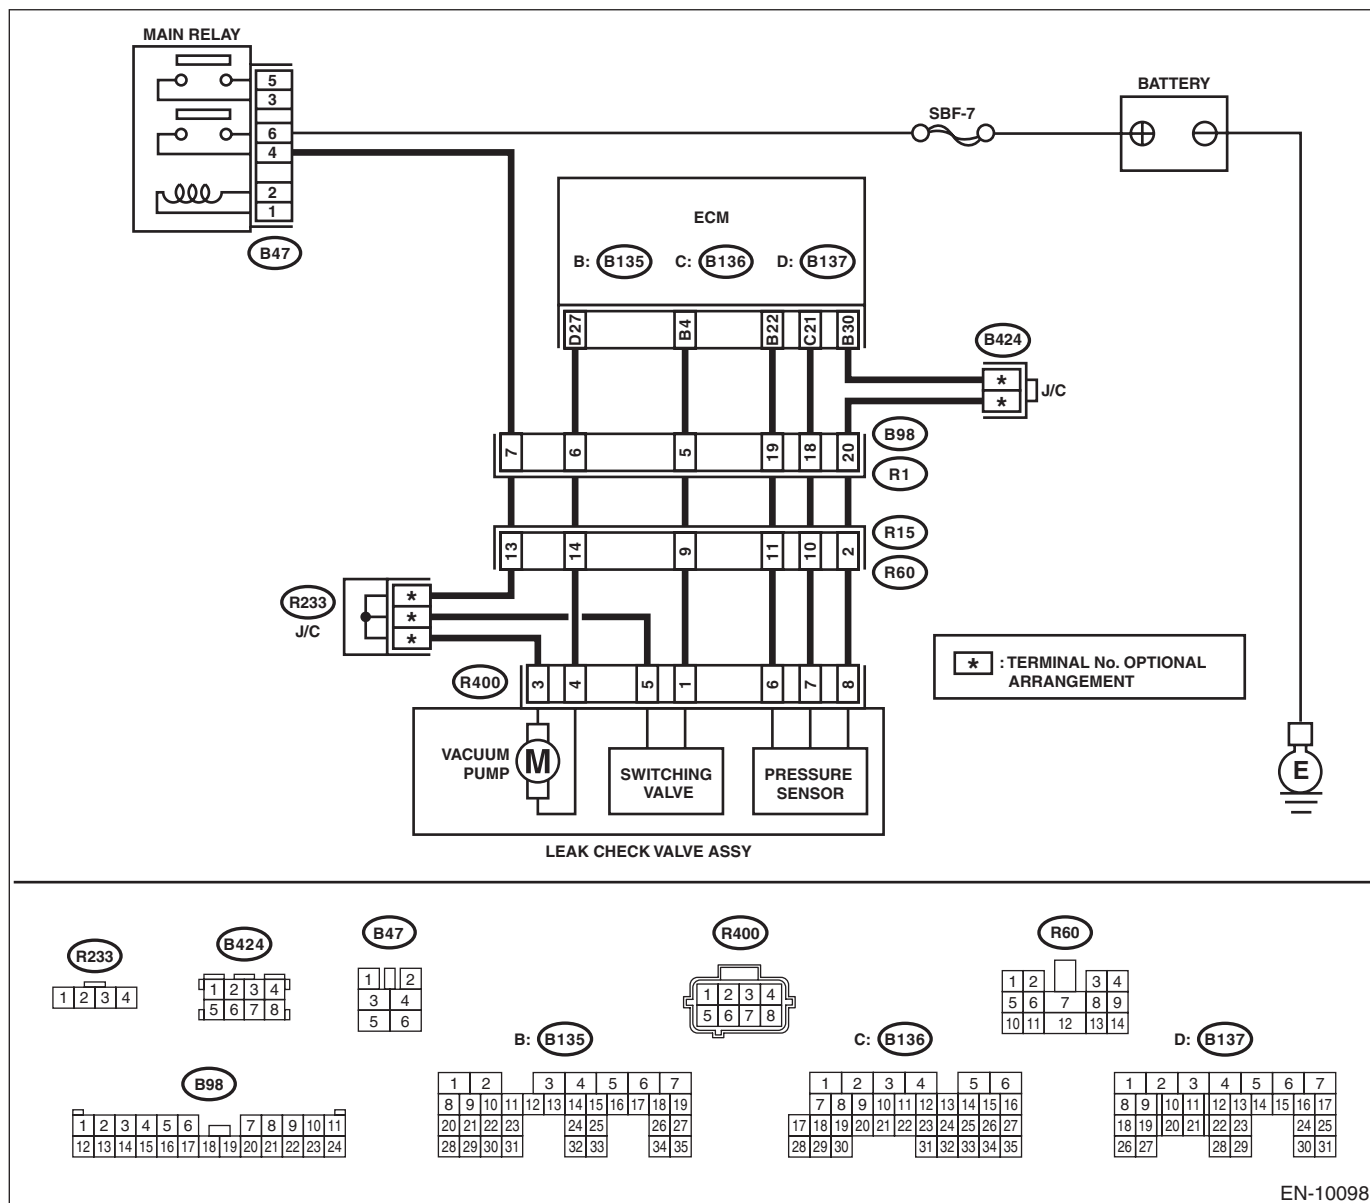 MAIN RELAY
5
3
6
4
2
1
B47
SBF-7
BATTERY
ECM
B: B135 C: B136 D: B137
D27 B4 B22 C21 B30
B424
*
*
J/C
7 6 5 19 18 20
B98
R1
13 14 9 11 10 2
R15
R60
R233
J/C
*
*
*
* : TERMINAL No. OPTIONAL
ARRANGEMENT
R400
3 4 5 1 6 7 8
VACUUM
PUMP
M
SWITCHING
VALVE
PRESSURE
SENSOR
E
LEAK CHECK VALVE ASSY
R233
1 2 3 4
B424
1 2 3 4
5 6 7 8
B47
1 2
3 4
5 6
R400
1 2 3 4
5 6 7 8
R60
1 2 3 4
5 6 7 8 9
10 11 12 13 14
B98
1 2 3 4 5 6 7 8 9 10 11
12 13 14 15 16 17 18 19 20 21 22 23 24
B: B135
1 2 3 4 5 6 7
8 9 10 11 12 13 14 15 16 17 18 19
20 21 22 23 24 25 26 27
28 29 30 31 32 33 34 35
C: B136
1 2 3 4 5 6
7 8 9 10 11 12 13 14 15 16
17 18 19 20 21 22 23 24 25 26 27
28 29 30 31 32 33 34 35
D: B137
1 2 3 4 5 6 7
8 9 10 11 12 13 14 15 16 17
18 19 20 21 22 23 24 25
26 27 28 29 30 31
EN-10098